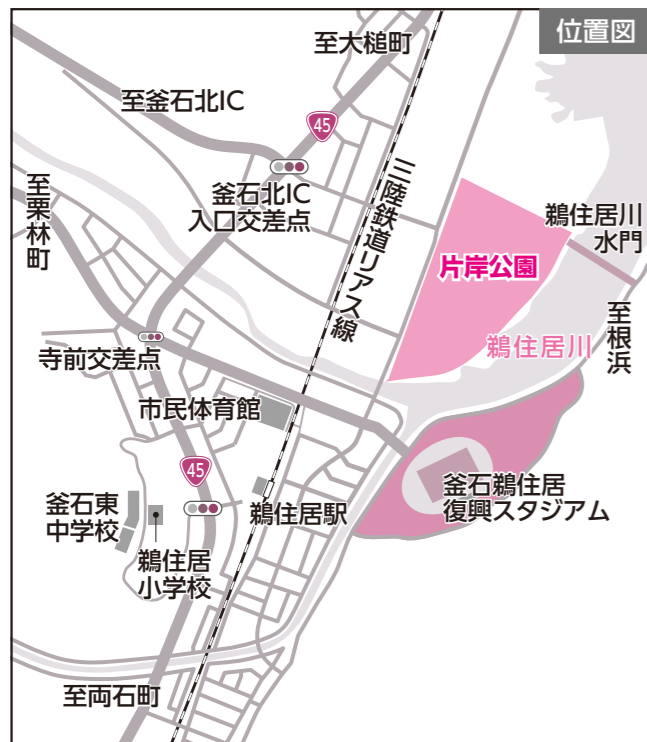 位置図
至大槌町
至釜石北IC
45
釜石北IC
入口交差点
三陸鉄道リアス線
至栗林町
鵜住居川
水門
片岸公園
至根浜
鵜住居川
寺前交差点
市民体育館
45
釜石東
中学校
鵜住居
小学校
鵜住居駅
釜石鵜住居
復興スタジアム
至両石町